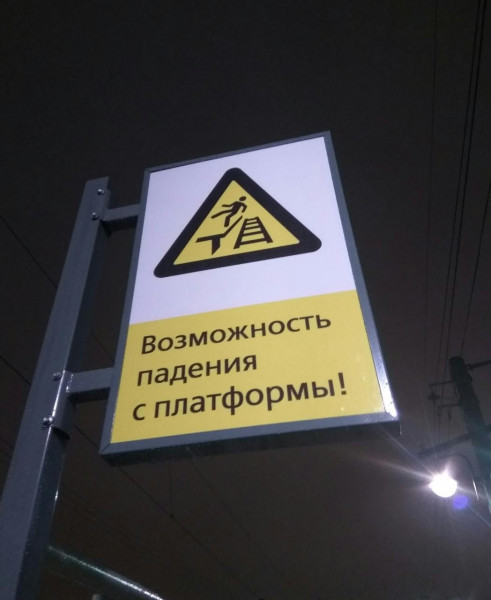 Возможность
падения
с платформы!